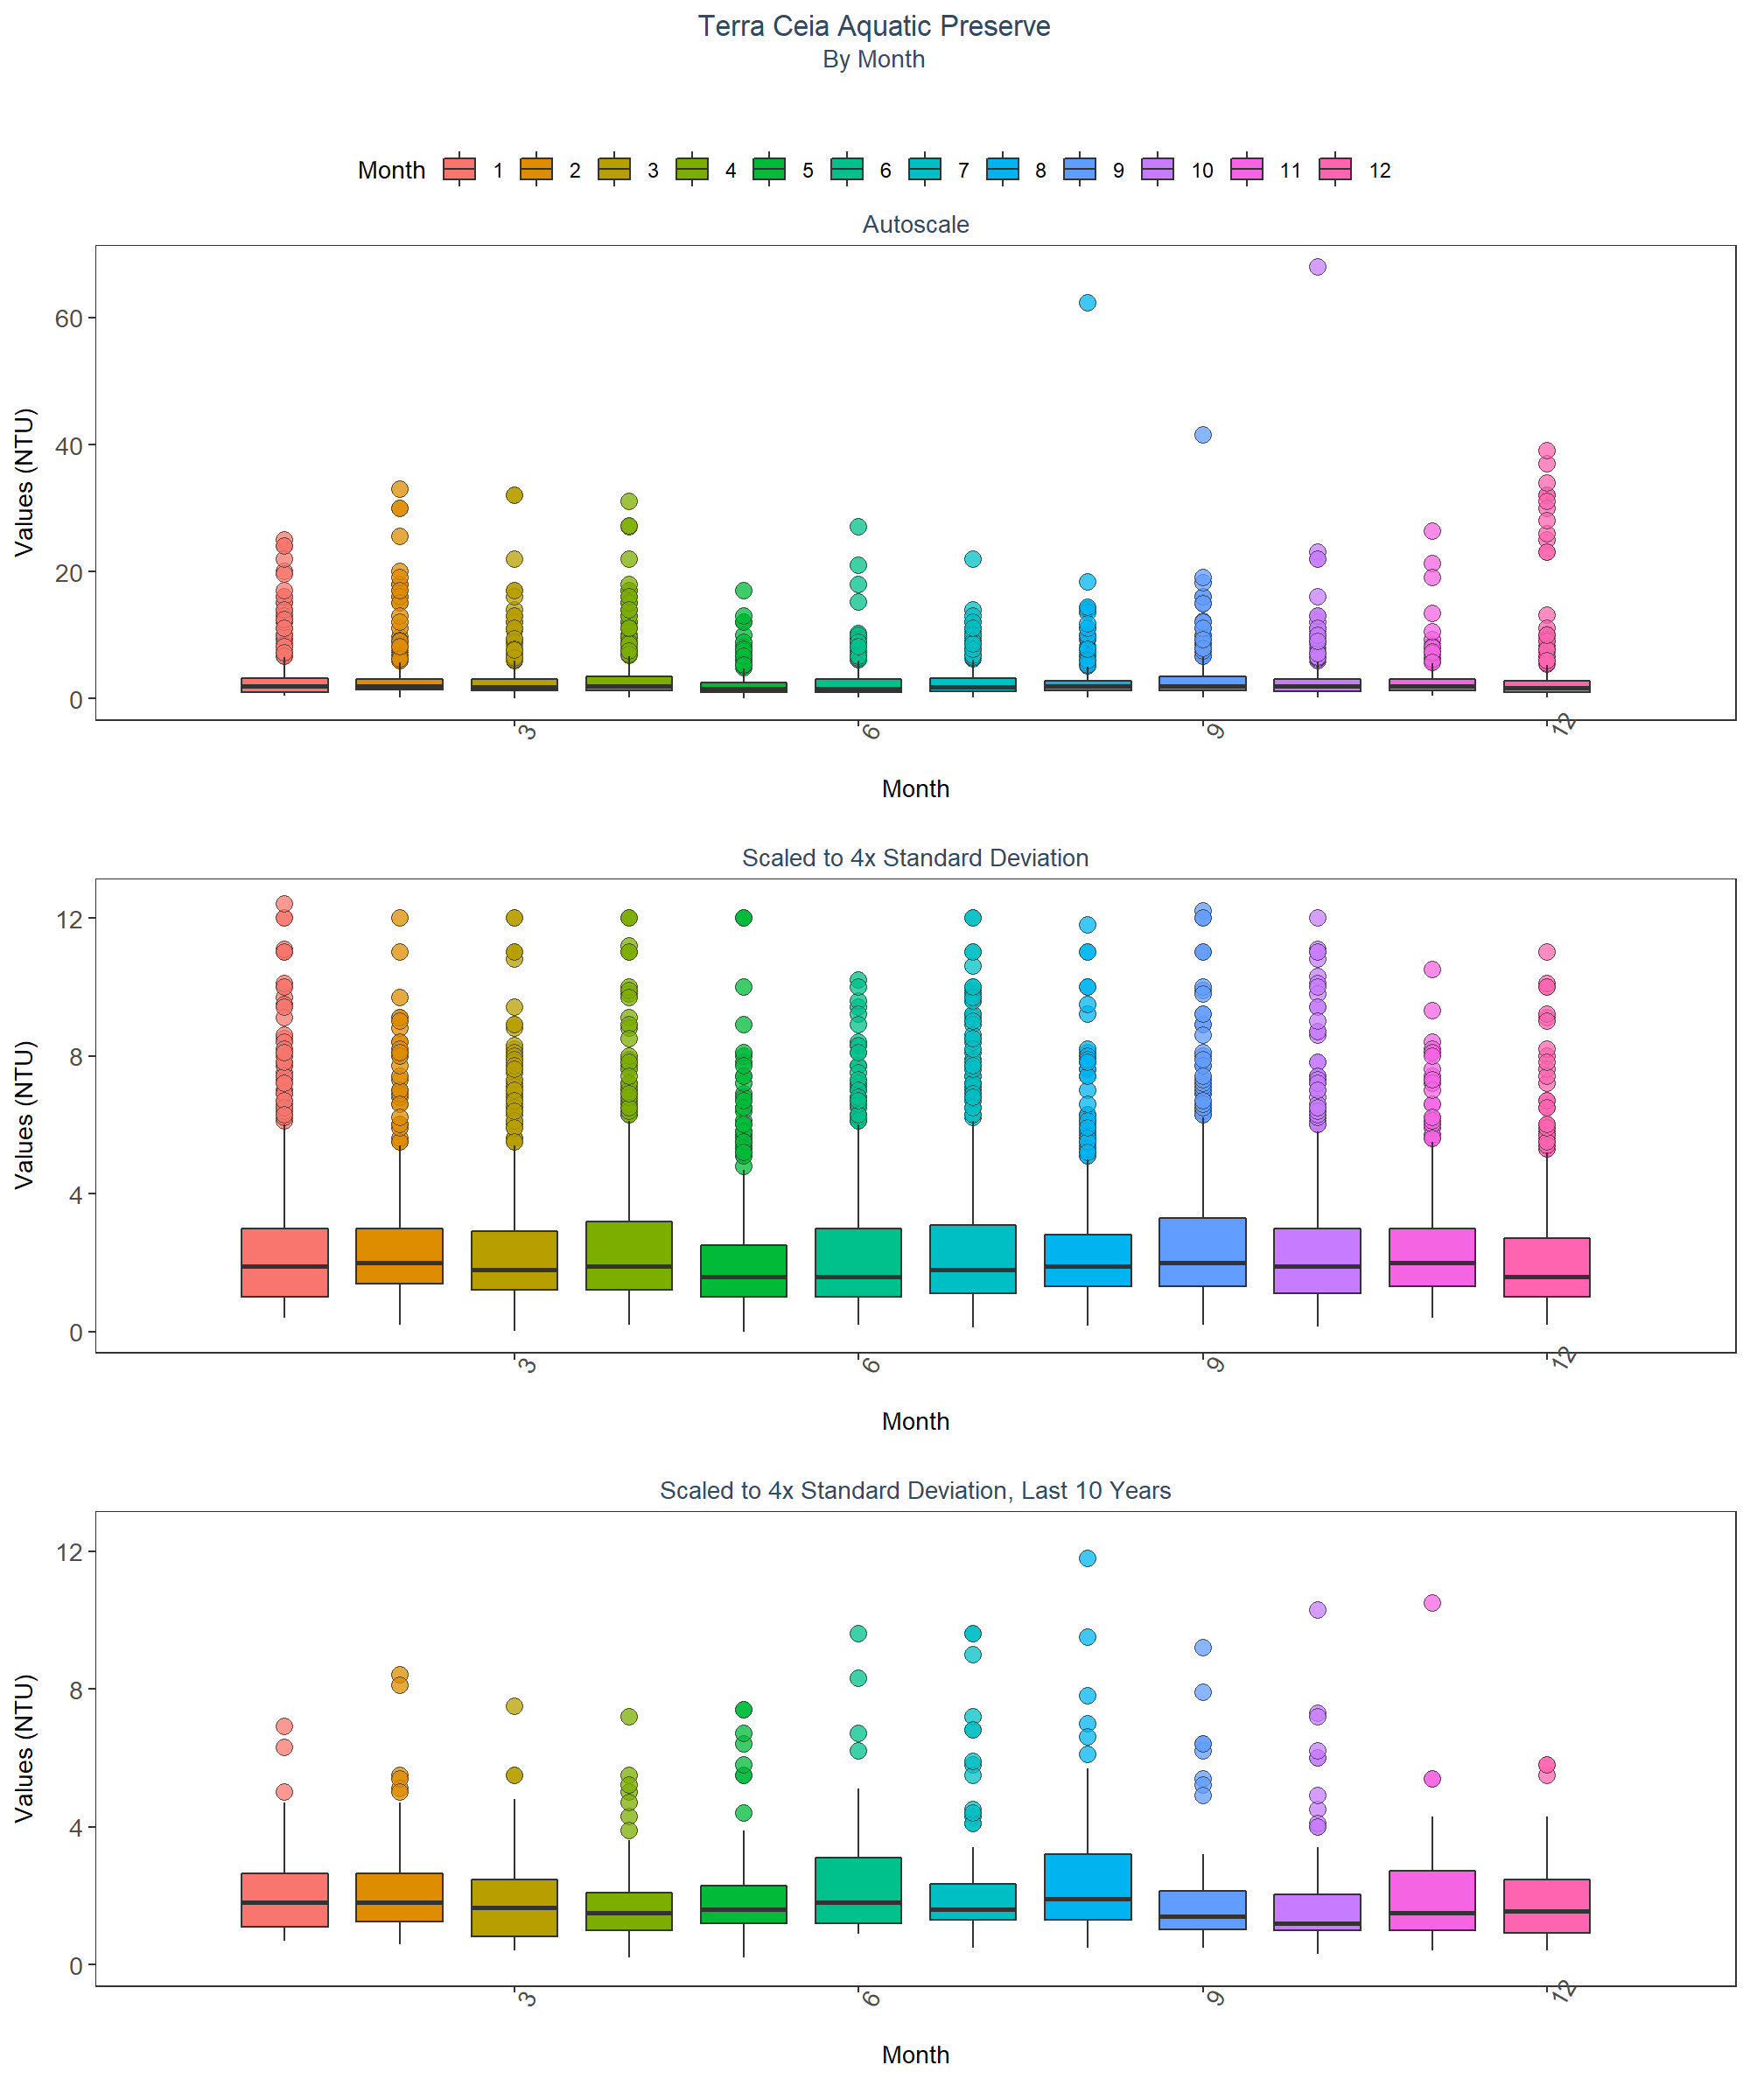 Terra Ceia Aquatic Preserve
By Month
Month 1 2 3 4 5 6 7 8 9 10 11 12
Autoscale
Values (NTU)
60
40
20
0
3 6 9 12
Month
Scaled to 4x Standard Deviation
Values (NTU)
12
8
4
0
3 6 9 12
Month
Scaled to 4x Standard Deviation, Last 10 Years
Values (NTU)
12
8
4
0
3 6 9 12
Month